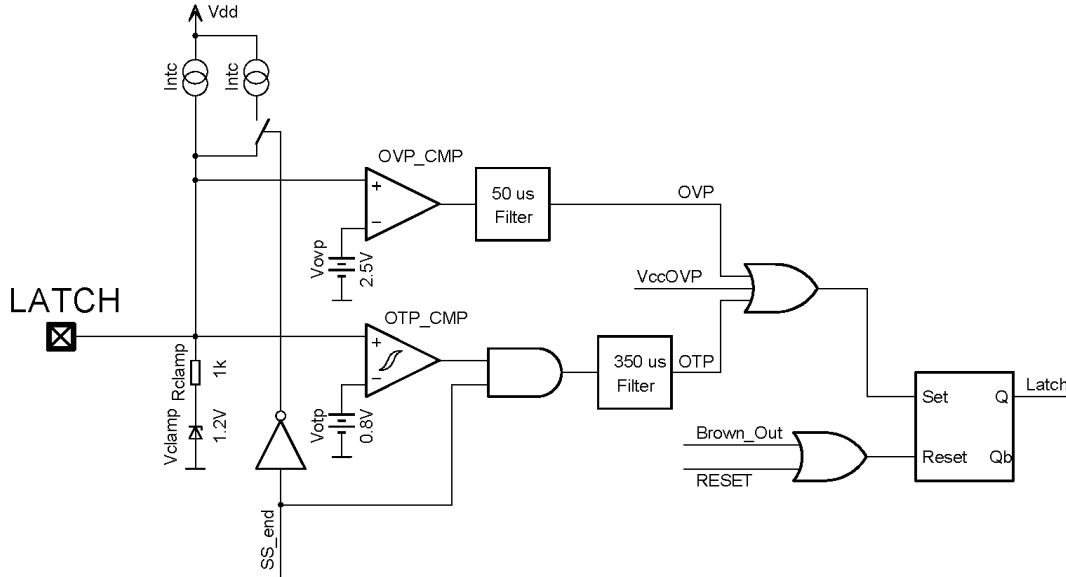 Vdd
Intc
Intc
OVP_CMP
+
−
50 us
Filter
OVP
Vovp
2.5V
VccOVP
LATCH
OTP_CMP
+
−
350 us
Filter
OTP
Rclamp
1k
Vclamp
1.2V
Votp
0.8V
Set
Q
Latch
Brown_Out
RESET
Reset
Qb
SS_end